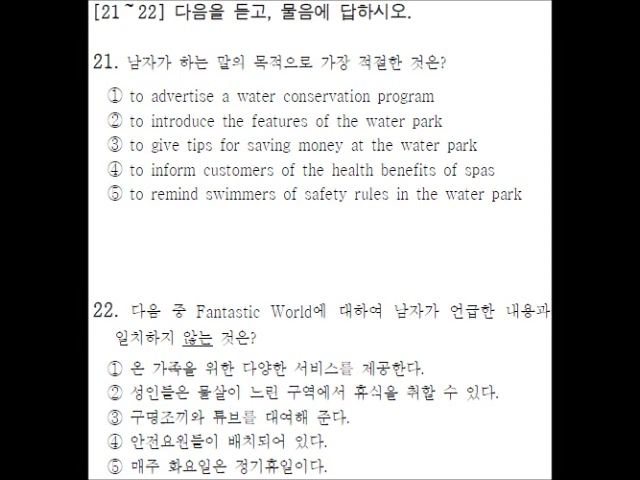 [21~22] 다음을 듣고, 물음에 답하시오.
21. 남자가 하는 말의 목적으로 가장 적절한 것은?
① to advertise a water conservation program
② to introduce the features of the water park
③ to give tips for saving money at the water park
④ to inform customers of the health benefits of spas
⑤ to remind swimmers of safety rules in the water park
22. 다음 중 Fantastic World에 대하여 남자가 언급한 내용과
일치하지 않는 것은?
① 온 가족을 위한 다양한 서비스를 제공한다.
② 성인들은 물살이 느린 구역에서 휴식을 취할 수 있다.
③ 구명조끼와 튜브를 대여해 준다.
④ 안전요원들이 배치되어 있다.
⑤ 매주 화요일은 정기휴일이다.